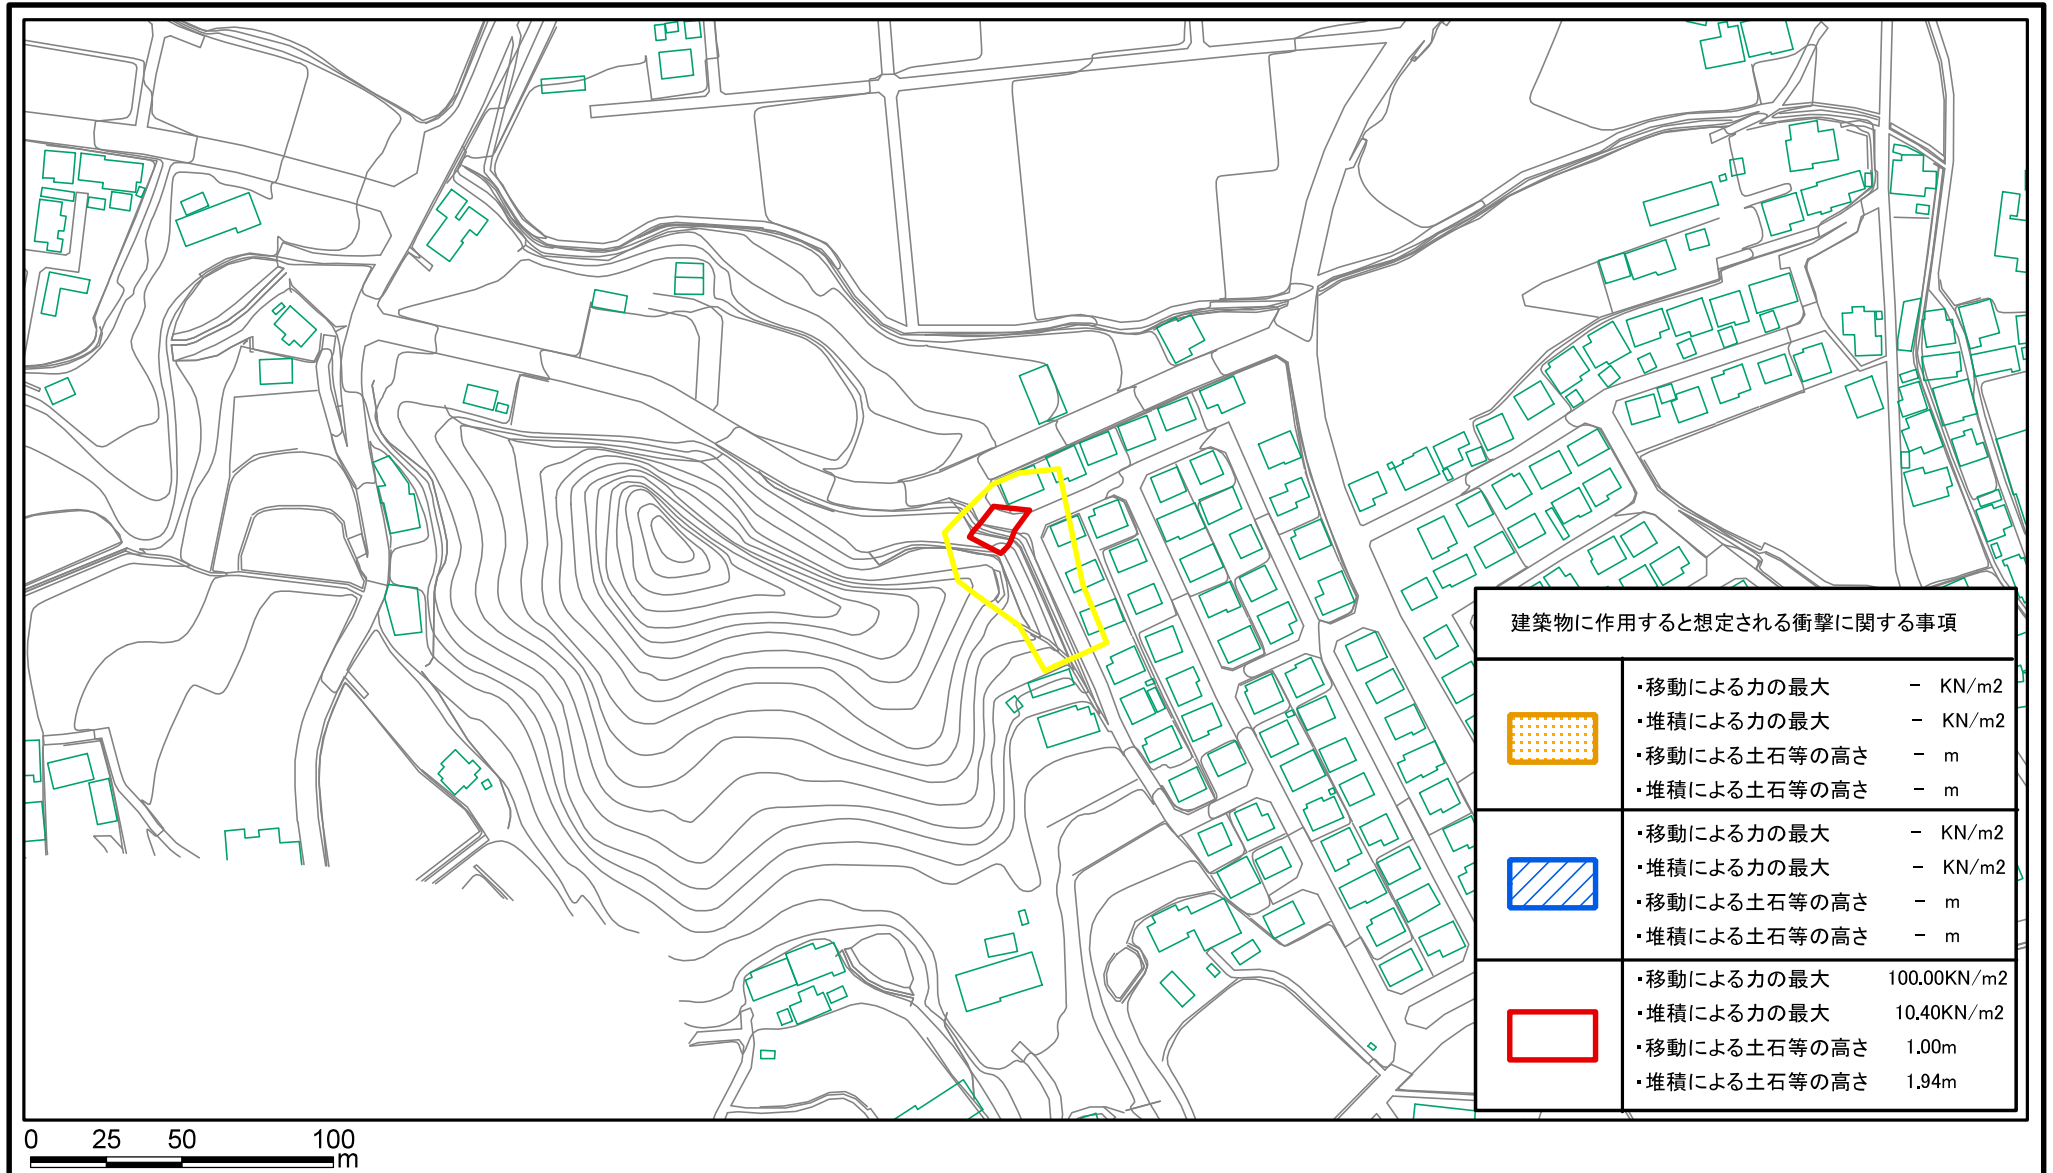 建築物に作用すると想定される衝撃に関する事項
・移動による力の最大 － KN/m2
・堆積による力の最大 － KN/m2
・移動による土石等の高さ － m
・堆積による土石等の高さ － m
・移動による力の最大 － KN/m2
・堆積による力の最大 － KN/m2
・移動による土石等の高さ － m
・堆積による土石等の高さ － m
・移動による力の最大 100.00KN/m2
・堆積による力の最大 10.40KN/m2
・移動による土石等の高さ 1.00m
・堆積による土石等の高さ 1.94m
0 25 50 100
m